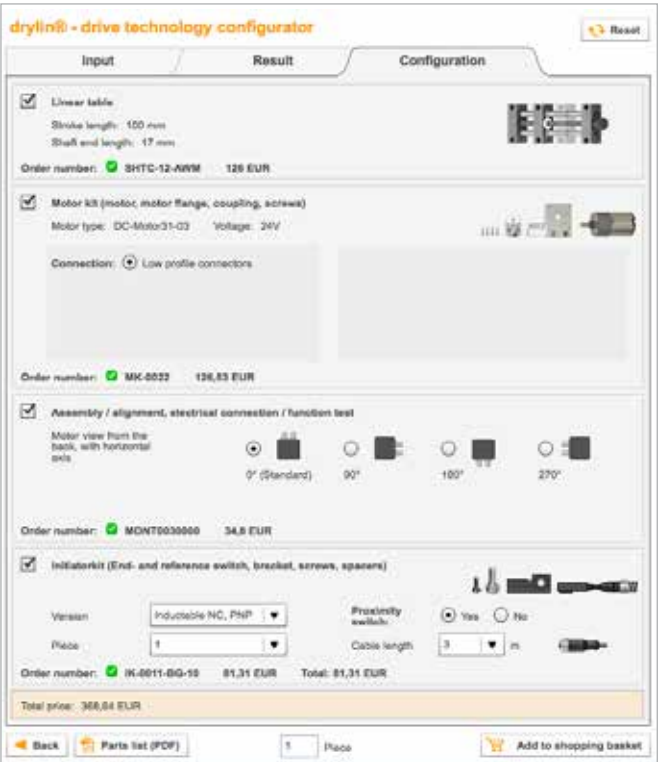 drylin® - drive technology configurator
Reset
Input
Result
Configuration
Linear table
Stroke length: 100 mm
Shaft end length: 17 mm
Order number: SHTC-12-AWM 126 EUR
Motor kit (motor, motor flange, coupling, screws)
Motor type: DC-Motor31-03 Voltage: 24V
Connection: Low profile connectors
Order number: MK-0022 126,53 EUR
Assembly / alignment, electrical connection / function test
Motor view from the
back, with horizontal
axis
0° (Standard) 90° 180° 270°
Order number: MONT0030000 34,8 EUR
Initiatorkit (End- and reference switch, bracket, screws, spacers)
Version Inductable NC, PNP Proximity
switch: Yes No
Piece 1 Cable length 3 m
Order number: IK-0011-BG-10 81,31 EUR Total: 81,31 EUR
Total price: 368,64 EUR
Back Parts list (PDF) 1 Piece Add to shopping basket